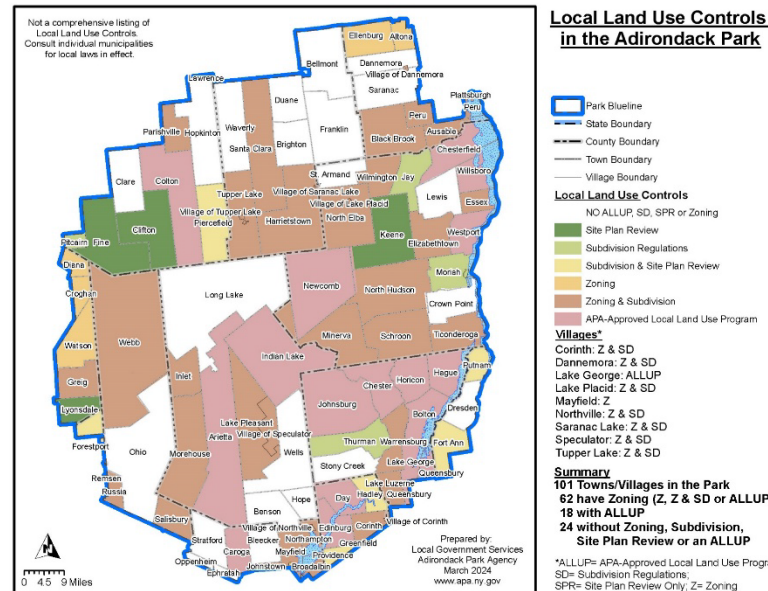 Not a comprehensive listing of
Local Land Use Controls.
Consult individual municipalities
for local laws in effect.
Local Land Use Controls
in the Adirondack Park
Park Blueline
State Boundary
County Boundary
Town Boundary
Village Boundary
Local Land Use Controls
NO ALLUP, SD, SPR or Zoning
Site Plan Review
Subdivision Regulations
Subdivision & Site Plan Review
Zoning
Zoning & Subdivision
APA-Approved Local Land Use Program
Villages*
Corinth: Z & SD
Dannemora: Z & SD
Lake George: ALLUP
Lake Placid: Z & SD
Mayfield: Z
Northville: Z & SD
Saranac Lake: Z & SD
Speculator: Z & SD
Tupper Lake: Z & SD
Summary
101 Towns/Villages in the Park
62 have Zoning (Z, Z & SD or ALLUP
18 with ALLUP
24 without Zoning, Subdivision,
Site Plan Review or an ALLUP
*ALLUP= APA-Approved Local Land Use Progra
SD= Subdivision Regulations;
SPR= Site Plan Review Only; Z= Zoning
Ellenburg
Altona
Bellmont
Dannemora
Village of Dannemora
Lawrence
Saranac
Duane
Plattsburgh
Peru
Parishville
Hopkinton
Waverly
Franklin
Peru
Ausable
Santa Clara
Brighton
Black Brook
Chesterfield
Clare
Colton
St. Armand
Wilmington
Jay
Willsboro
Tupper Lake
Village of Saranac Lake
Lewis
Essex
Village of Lake Placid
Village of Tupper Lake
Piercefield
Harrietstown
North Elba
Clifton
Keene
Westport
Pitcairn
Fine
Elizabethtown
Diana
Moriah
Croghan
Long Lake
Newcomb
North Hudson
Crown Point
Watson
Webb
Minerva
Schroon
Ticonderoga
Indian Lake
Greig
Inlet
Putnam
Hague
Horicon
Chester
Lyonsdale
Johnsburg
Dresden
Lake Pleasant
Bolton
Forestport
Arietta
Village of Speculator
Thurman
Warrensburg
Fort Ann
Ohio
Morehouse
Wells
Stony Creek
Lake George
Queensbury
Remsen
Russia
Lake Luzerne
Hadley
Queensbury
Hope
Day
Salisbury
Benson
Village of Corinth
Stratford
Village of Northville
Edinburg
Corinth
Bleecker
Northampton
Greenfield
Caroga
Mayfield
Providence
Oppenheim
Johnstown
Broadalbin
Ephratah
Prepared by:
Local Government Services
Adirondack Park Agency
March 2024
www.apa.ny.gov
N
0 4.5 9 Miles